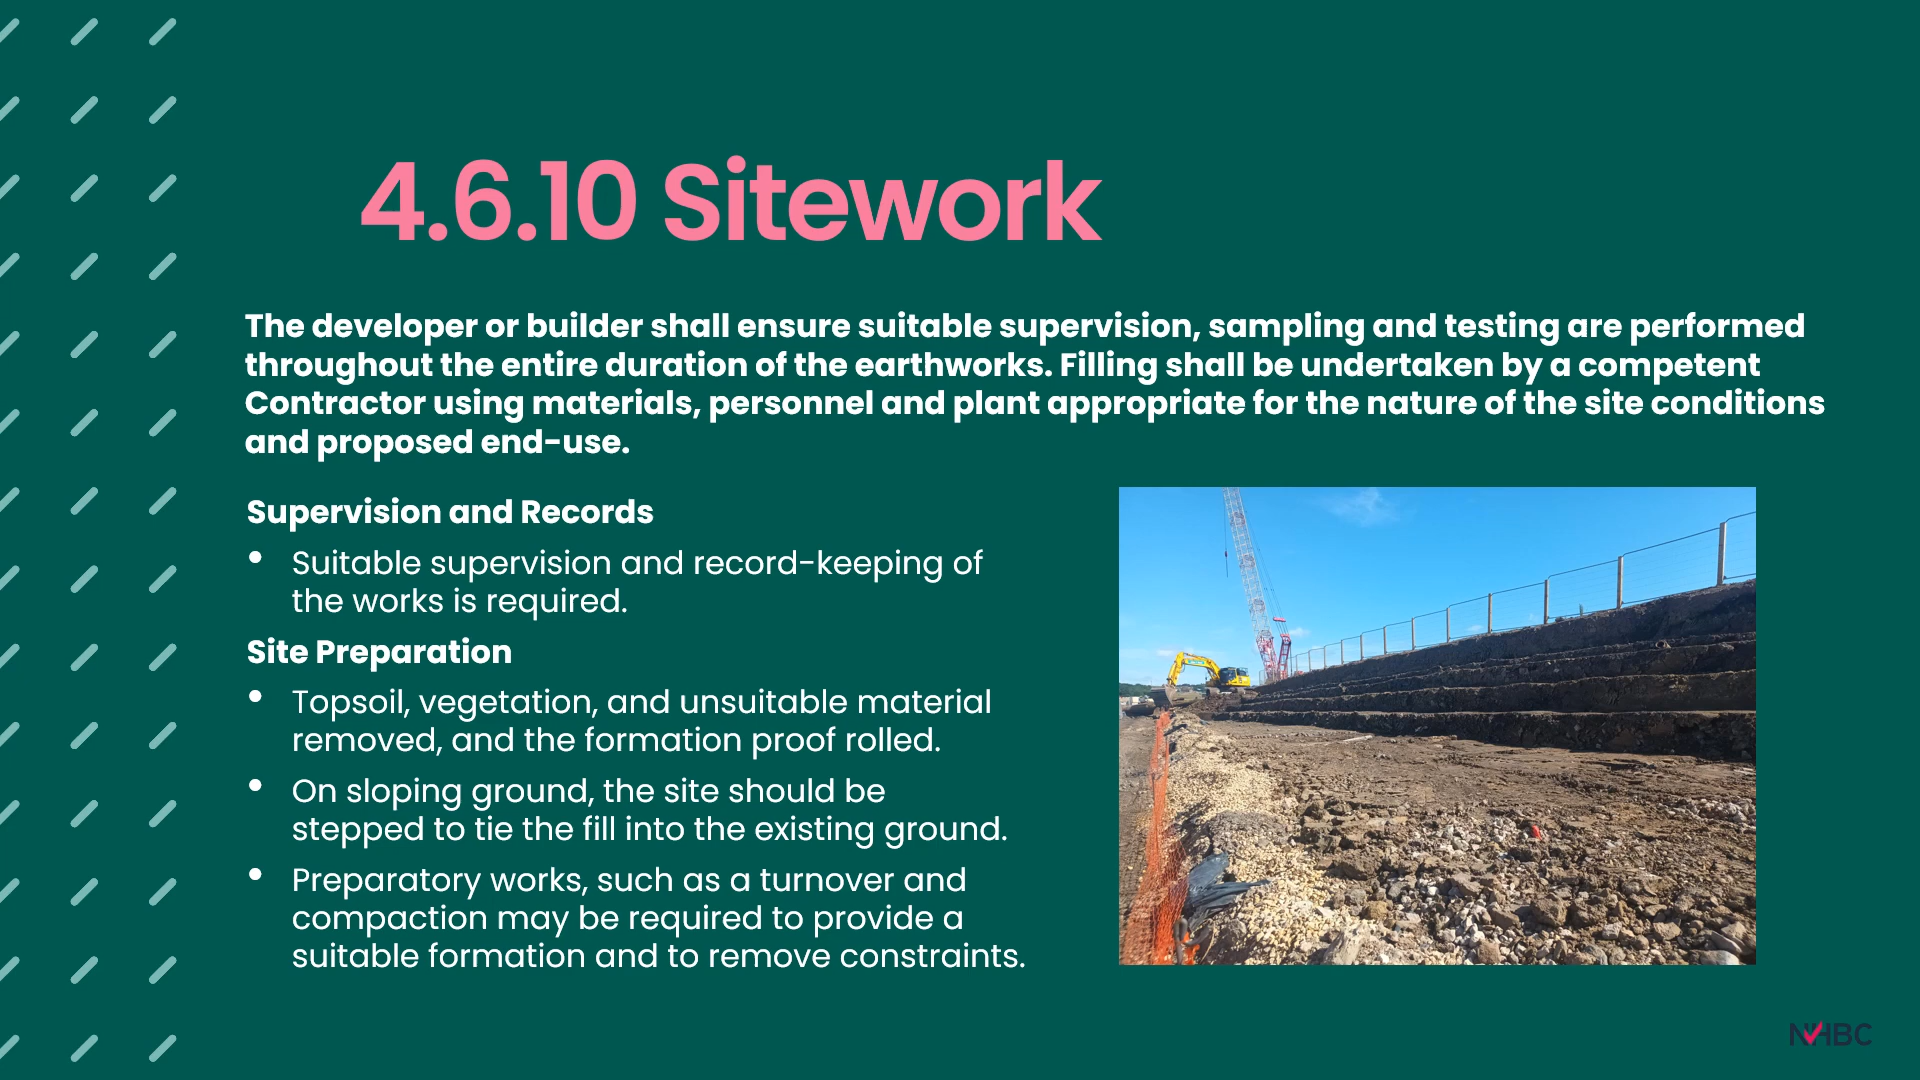 4.6.10 Sitework
The developer or builder shall ensure suitable supervision, sampling and testing are performed
throughout the entire duration of the earthworks. Filling shall be undertaken by a competent
Contractor using materials, personnel and plant appropriate for the nature of the site conditions
and proposed end-use.
Supervision and Records
• Suitable supervision and record-keeping of
the works is required.
Site Preparation
• Topsoil, vegetation, and unsuitable material
removed, and the formation proof rolled.
• On sloping ground, the site should be
stepped to tie the fill into the existing ground.
• Preparatory works, such as a turnover and
compaction may be required to provide a
suitable formation and to remove constraints.
NHBC